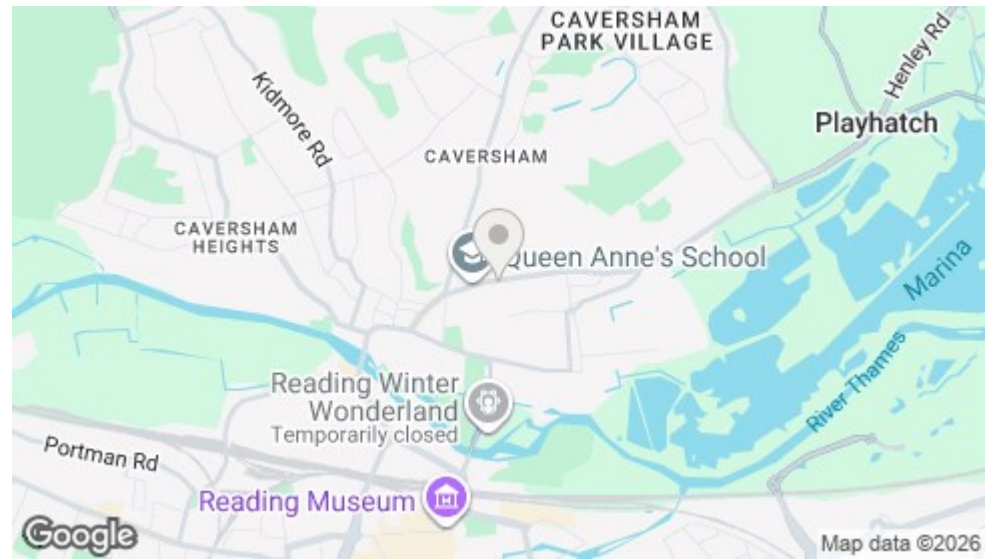 CAVERSHAM
PARK VILLAGE
Henley Rd
Playhatch
Kidmore Rd
CAVERSHAM
CAVERSHAM
HEIGHTS
Queen Anne's School
Marina
Reading Winter
Wonderland
Temporarily closed
River Thames
Portman Rd
Reading Museum
Google
Map data ©2026